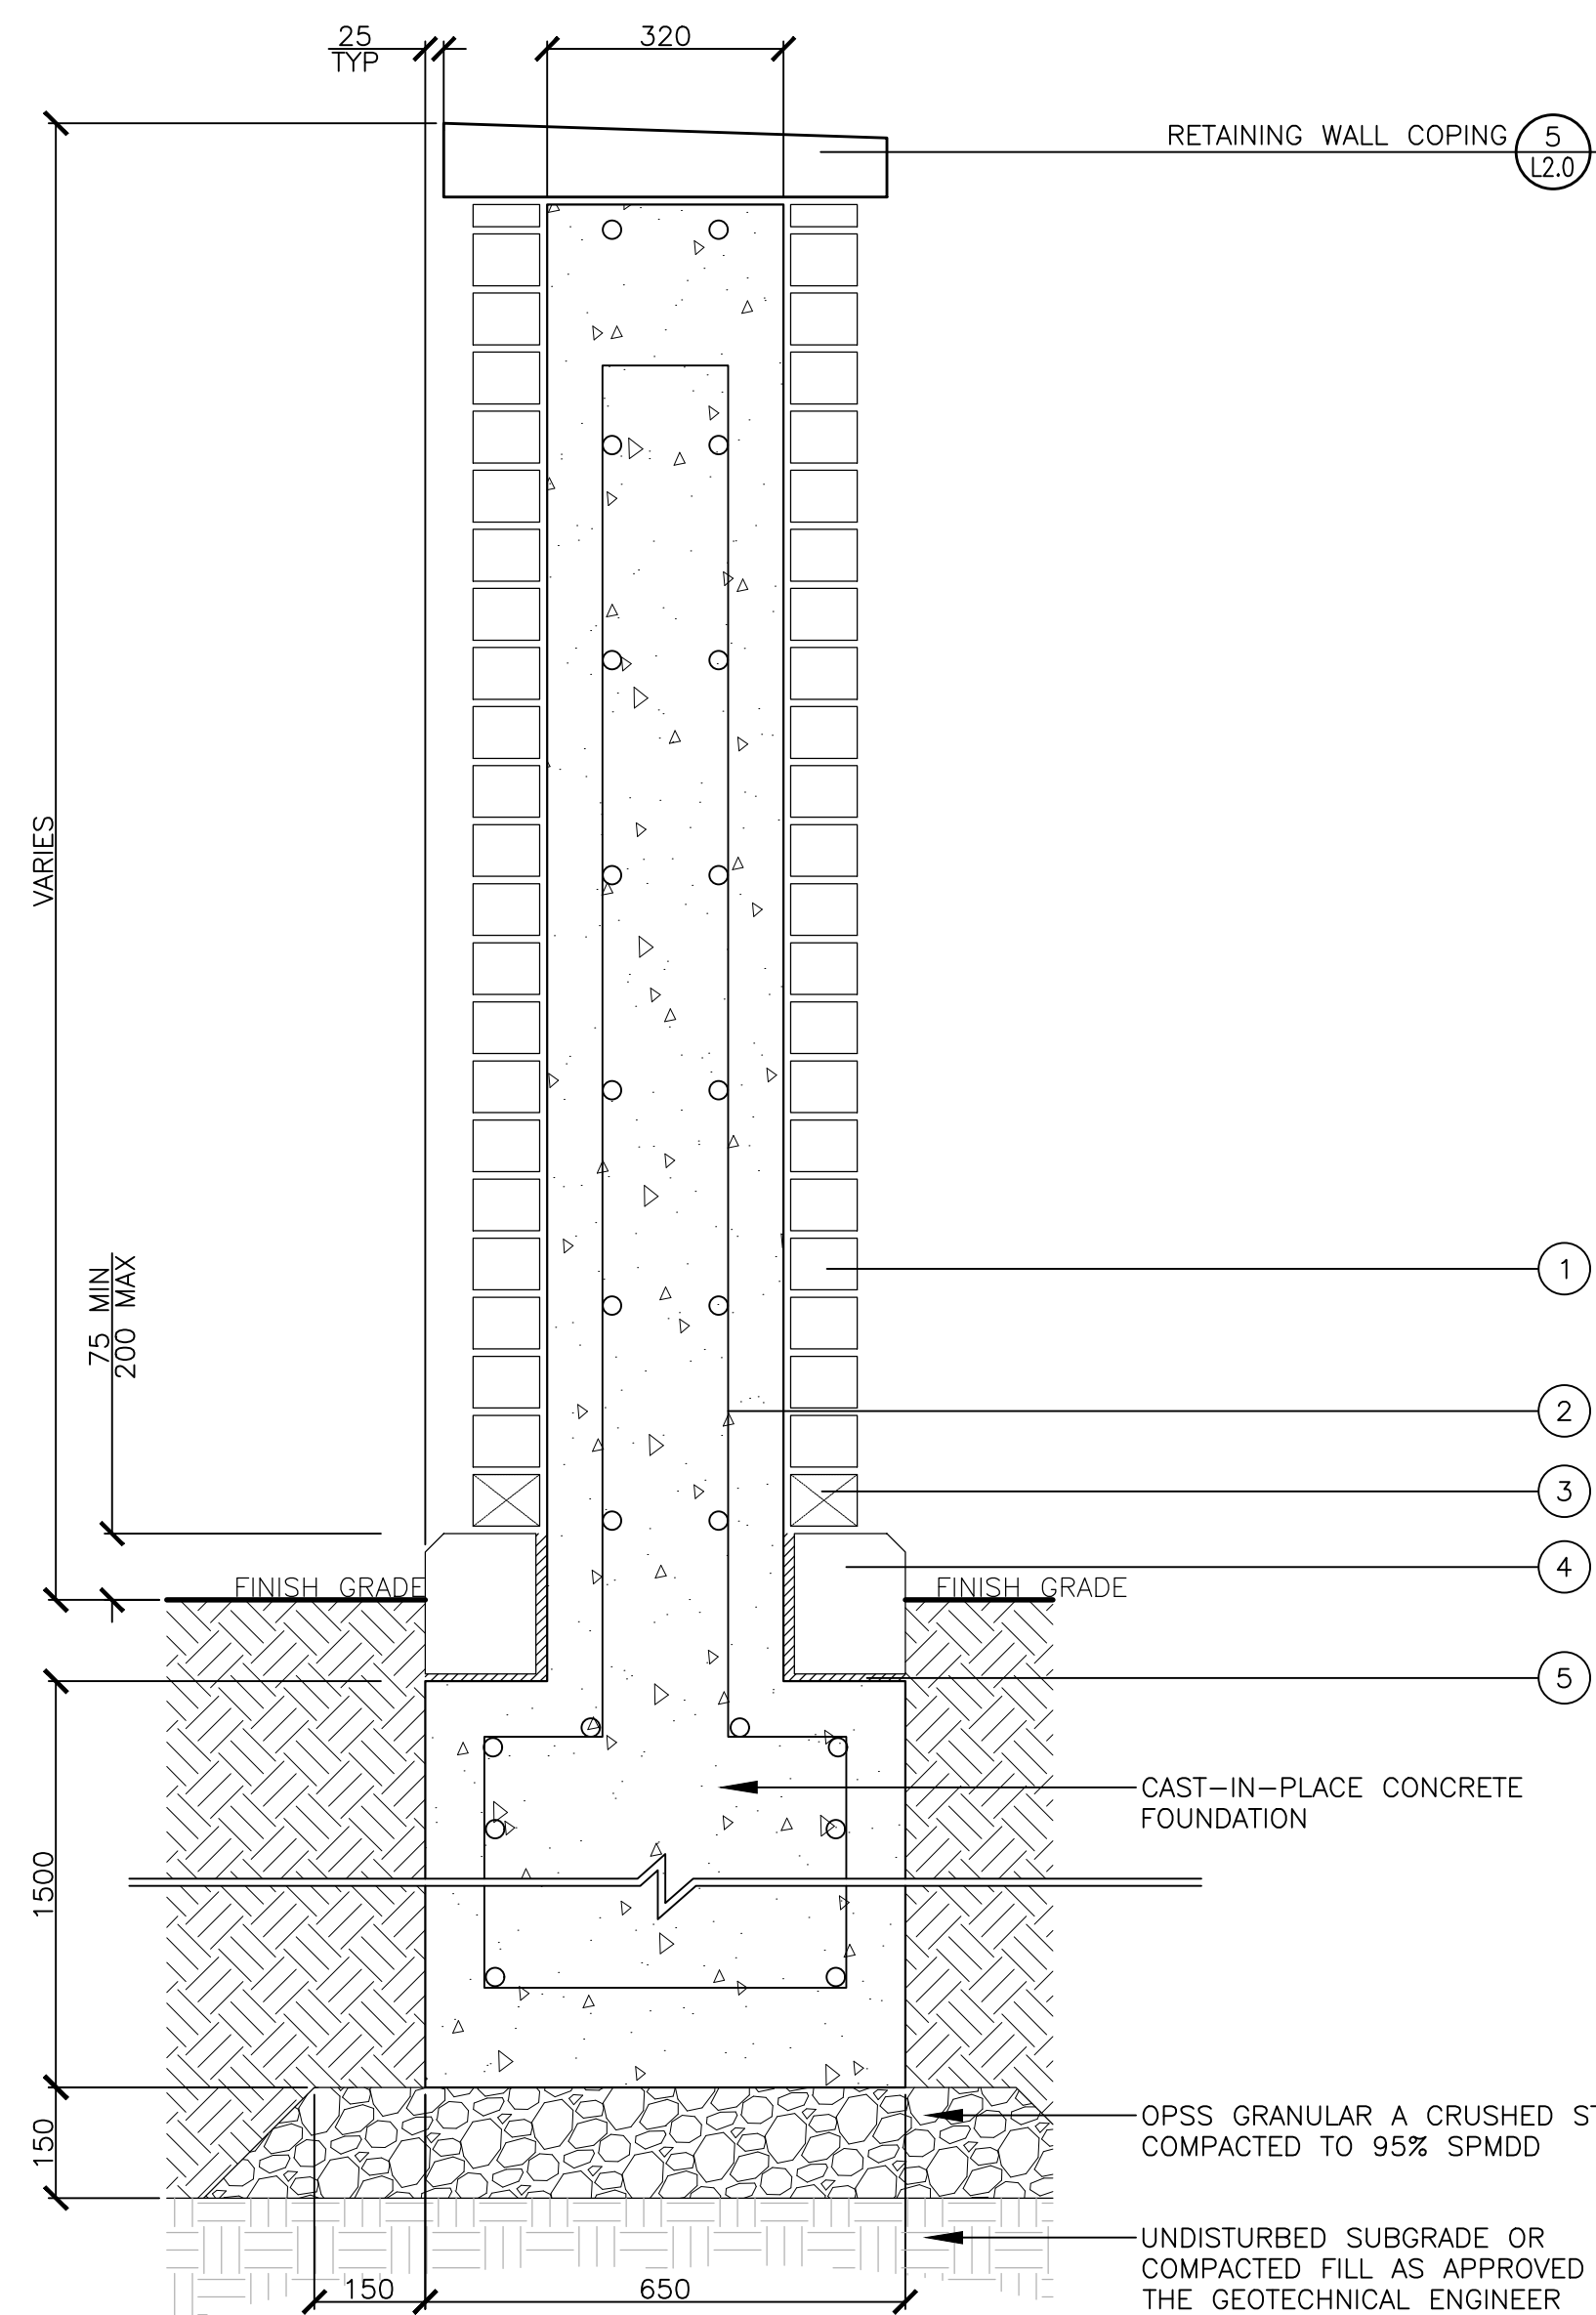 25
TYP
320
RETAINING WALL COPING
5
L2.0
VARIES
75 MIN
200 MAX
1
2
3
4
FINISH GRADE
FINISH GRADE
5
CAST-IN-PLACE CONCRETE
FOUNDATION
1500
OPSS GRANULAR A CRUSHED
COMPACTED TO 95% SPMDD
150
UNDISTURBED SUBGRADE OR
COMPACTED FILL AS APPROVED
THE GEOTECHNICAL ENGINEER
150
650